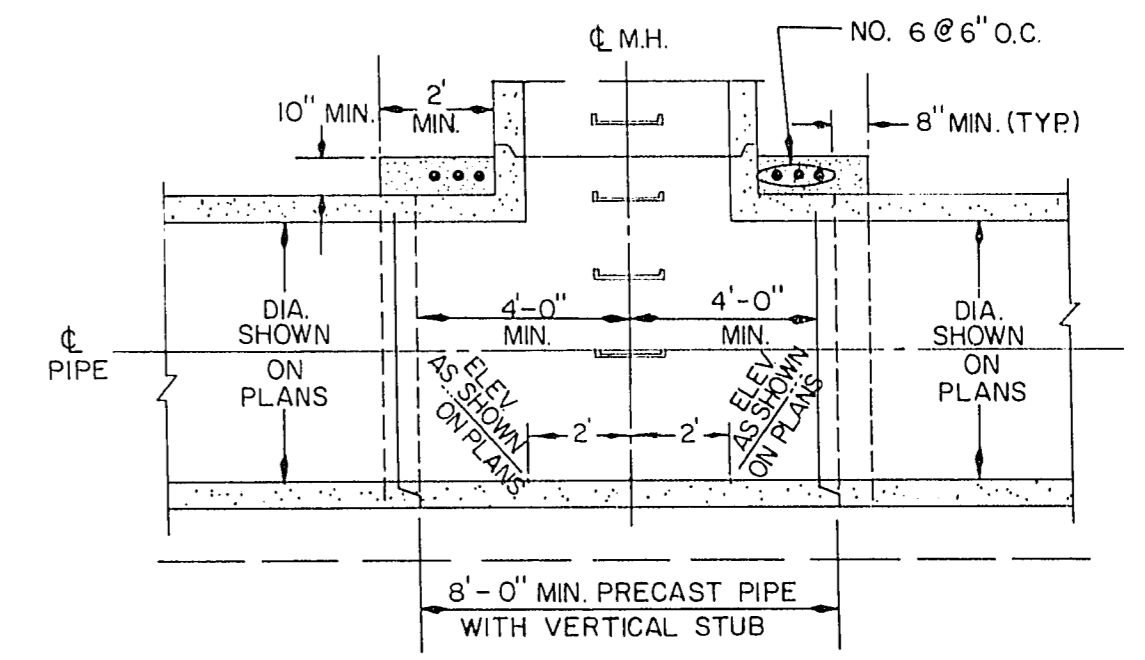 ℄ M.H.
NO. 6 @ 6" O.C.
10" MIN.
2'
MIN.
8" MIN. (TYP.)
DIA.
SHOWN
ON
PLANS
4'-0"
MIN.
4'-0"
MIN.
DIA.
SHOWN
ON
PLANS
℄
PIPE
ELEV.
AS SHOWN
ON PLANS
2'
2'
ELEV.
AS SHOWN
ON PLANS
8'-0" MIN. PRECAST PIPE
WITH VERTICAL STUB